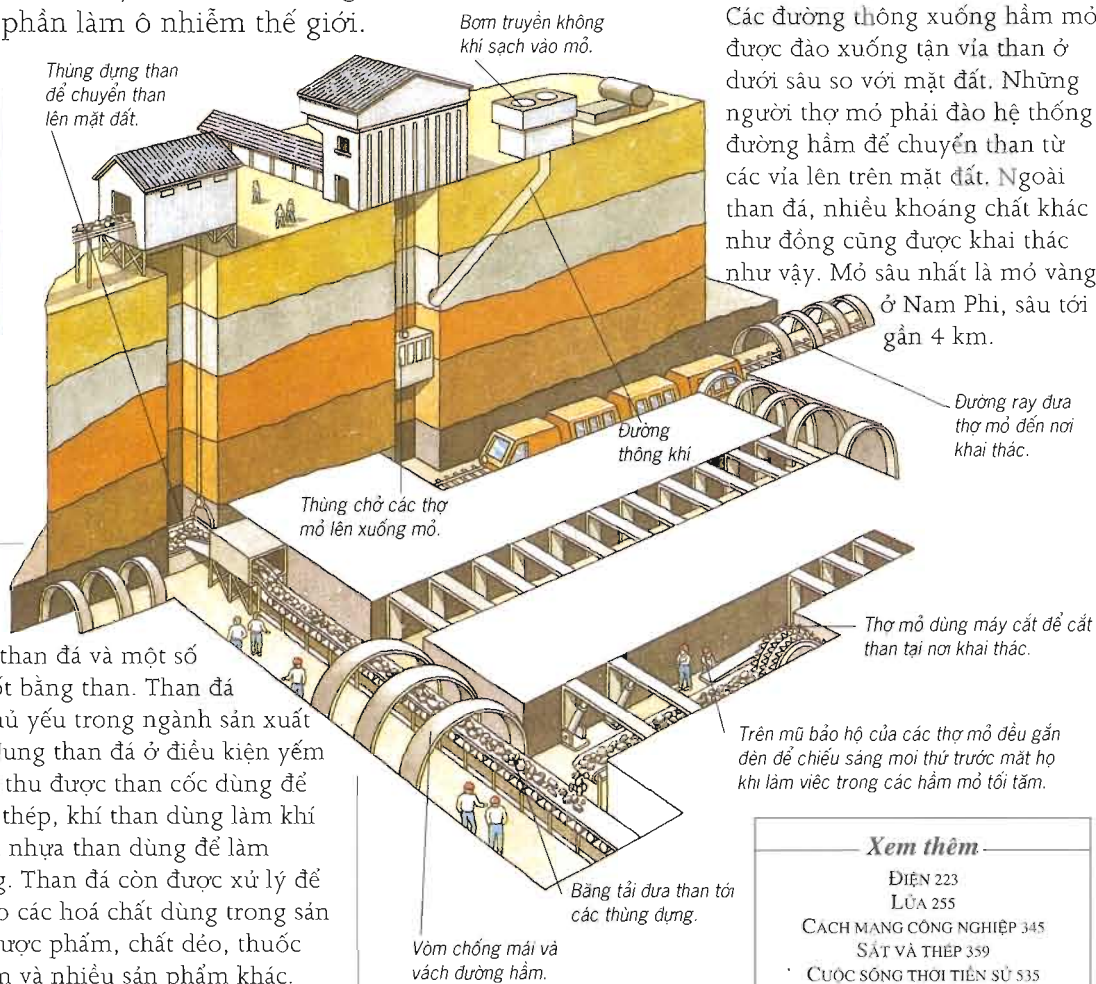 phần làm ô nhiễm thế giới.
Thùng đựng than
để chuyển than
lên mặt đất.
Bơm truyền không
khí sạch vào mỏ.
Các đường thông xuống hầm mỏ
được đào xuống tận vỉa than ở
dưới sâu so với mặt đất. Những
người thợ mỏ phải đào hệ thống
đường hầm để chuyển than từ
các vỉa lên trên mặt đất. Ngoài
than đá, nhiều khoáng chất khác
như đồng cũng được khai thác
như vậy. Mỏ sâu nhất là mỏ vàng
ở Nam Phi, sâu tới
gần 4 km.
Đường ray đưa
thợ mỏ đến nơi
khai thác.
Đường
thông khí
Thùng chở các thợ
mỏ lên xuống mỏ.
Thợ mỏ dùng máy cắt để cắt
than tại nơi khai thác.
Trên mũ bảo hộ của các thợ mỏ đều gắn
đèn để chiếu sáng mọi thứ trước mắt họ
khi làm việc trong các hầm mỏ tối tăm.
than đá và một số
bằng than. Than đá
yếu trong ngành sản xuất
than đá ở điều kiện yếm
thu được than cốc dùng để
thép, khí than dùng làm khí
nhựa than dùng để làm
Than đá còn được xử lý để
các hoá chất dùng trong sản
phẩm, chất dẻo, thuốc
và nhiều sản phẩm khác.
Băng tải đưa than tới
các thùng đựng.
Vòm chống mái và
vách đường hầm.
Xem thêm
ĐIỆN 223
LỬA 255
CÁCH MẠNG CÔNG NGHIỆP 345
SẮT VÀ THÉP 359
CUỘC SỐNG THỜI TIỀN SỬ 535